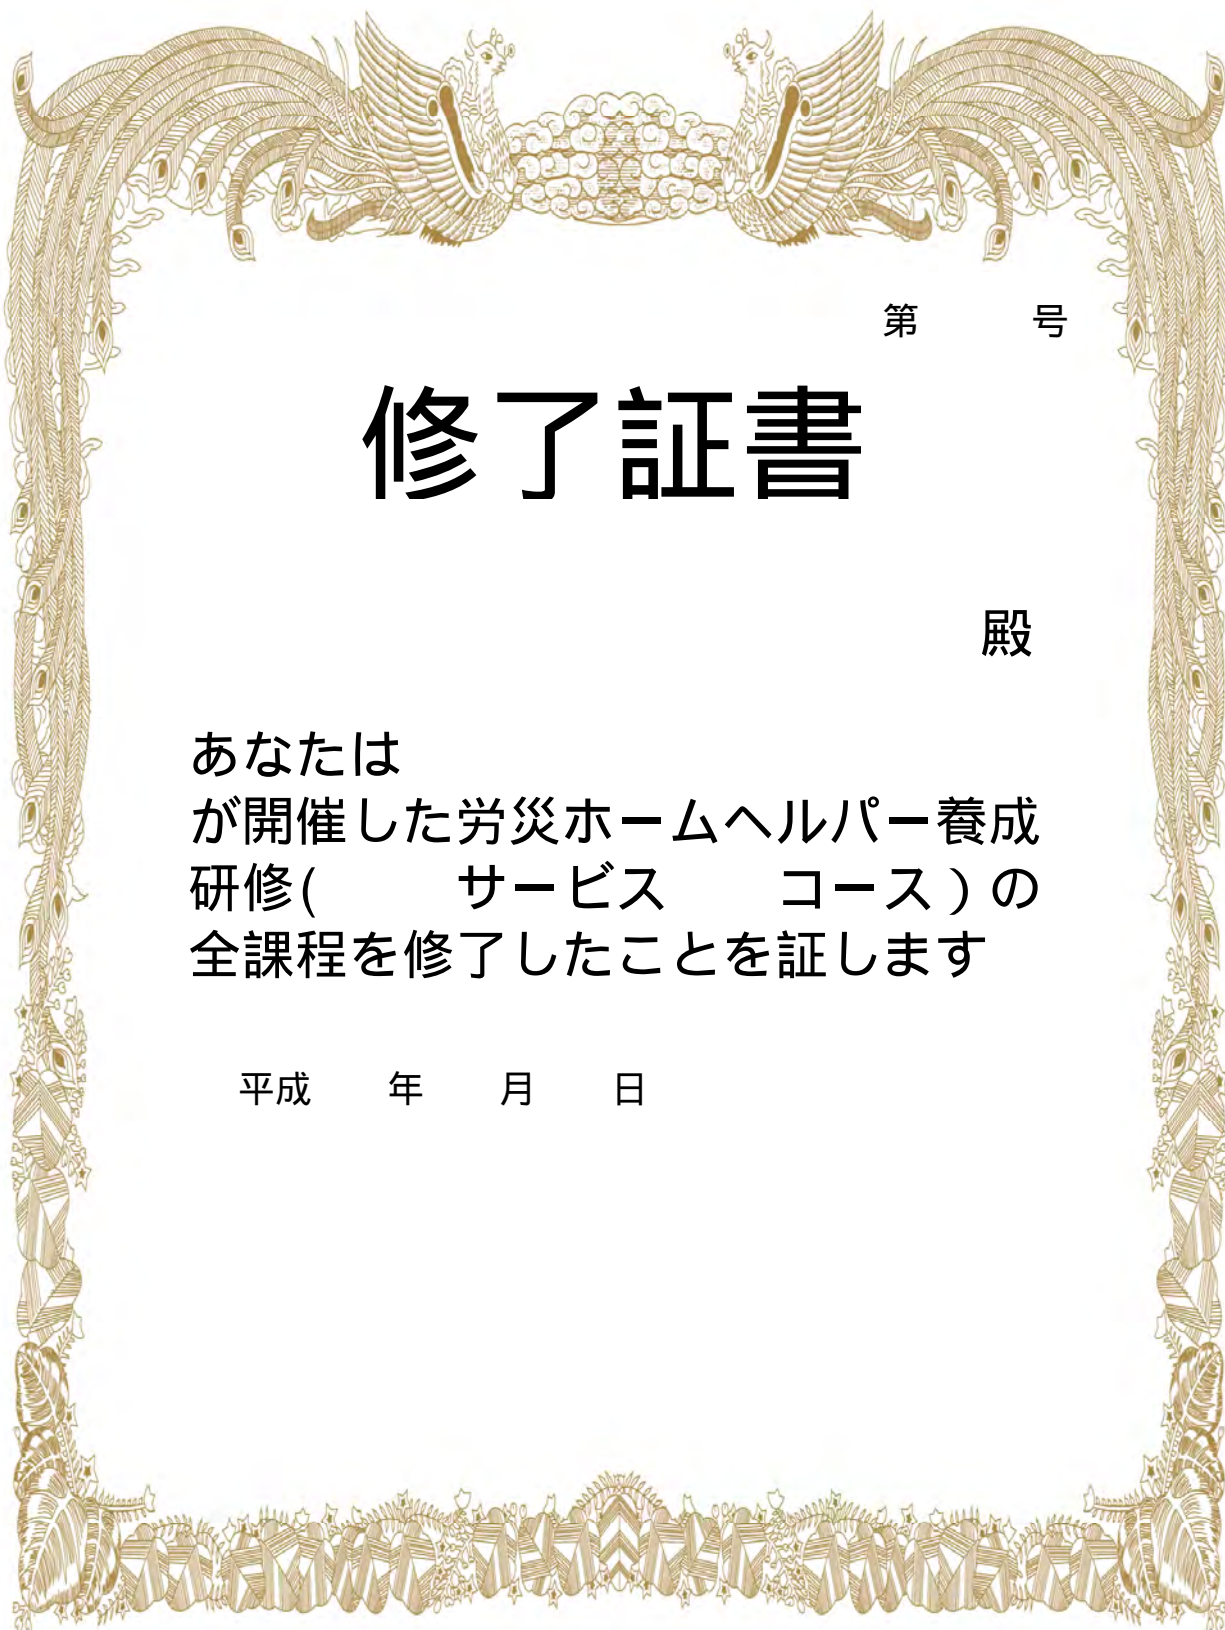 第　　　号
修了証書
殿
あなたは
が開催した労災ホームヘルパー養成
研修(　　サービス　　コース)の
全課程を修了したことを証します
平成　　年　　月　　日